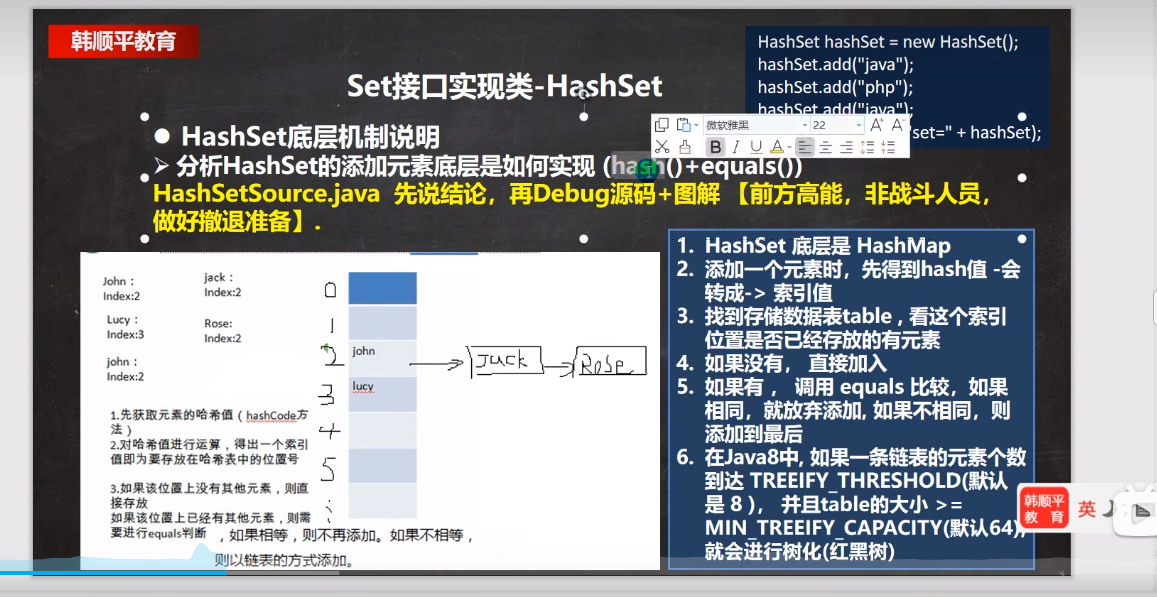 韩顺平教育
HashSet hashSet = new HashSet();
hashSet.add("java");
hashSet.add("php");
hashSet.add("java");
set=" + hashSet);
Set接口实现类-HashSet
微软雅黑 22 A+ A-
B I U A
● HashSet底层机制说明
➢ 分析HashSet的添加元素底层是如何实现 (hash()+equals())
HashSetSource.java 先说结论，再Debug源码+图解 【前方高能，非战斗人员，
做好撤退准备】.
John：
Index:2
jack：
Index:2
Lucy：
Index:3
Rose:
Index:2
john：
Index:2
0
1
2 john Jack Rose
3 lucy
4
5
1.先获取元素的哈希值（hashCode方
法）
2.对哈希值进行运算，得出一个索引
值即为要存放在哈希表中的位置号
3.如果该位置上没有其他元素，则直
接存放
如果该位置上已经有其他元素，则需
要进行equals判断，如果相等，则不再添加。如果不相等，
则以链表的方式添加。
1. HashSet 底层是 HashMap
2. 添加一个元素时，先得到hash值 -会
转成-> 索引值
3. 找到存储数据表table , 看这个索引
位置是否已经存放的有元素
4. 如果没有， 直接加入
5. 如果有 ， 调用 equals 比较，如果
相同，就放弃添加, 如果不相同，则
添加到最后
6. 在Java8中, 如果一条链表的元素个数
到达 TREEIFY_THRESHOLD(默认
是 8 )， 并且table的大小 >=
MIN_TREEIFY_CAPACITY(默认64),
就会进行树化(红黑树)
韩顺平
教 育
英